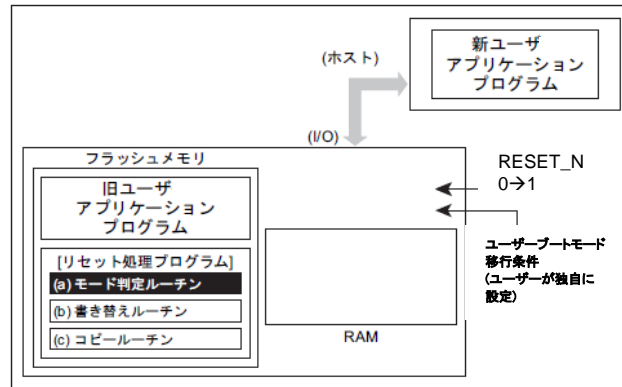 (ホスト)
新ユーザ
アプリケーション
プログラム
(I/O)
フラッシュメモリ
旧ユーザ
アプリケーション
プログラム
[リセット処理プログラム]
(a) モード判定ルーチン
(b) 書き替えルーチン
(c) コピールーチン
RAM
RESET_N
0→1
ユーザーブートモード
移行条件
(ユーザーが独自に
設定)